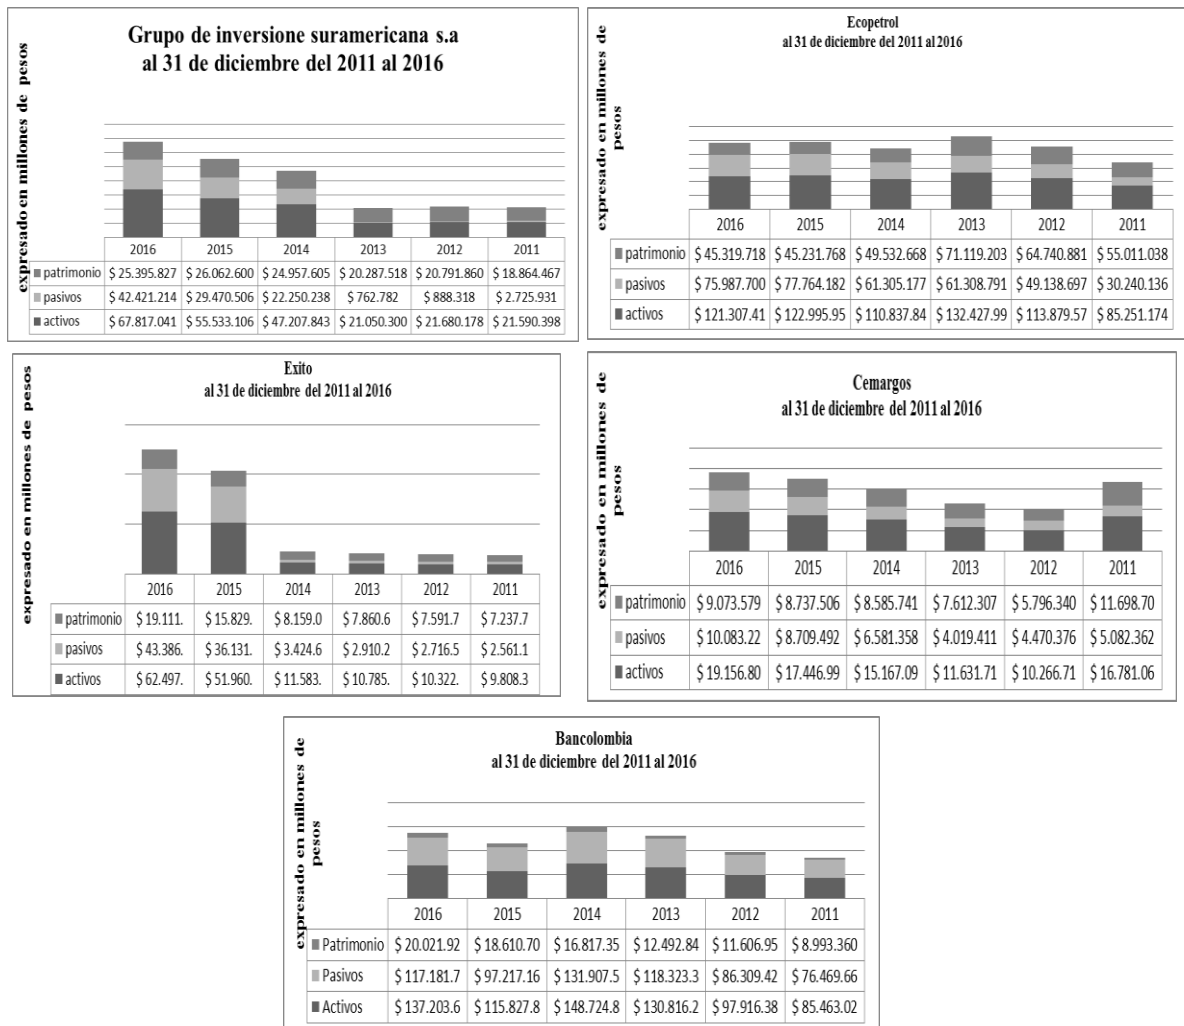 Grupo de inversione suramericana s.a
al 31 de diciembre del 2011 al 2016
expresado en millones de pesos
2016 2015 2014 2013 2012 2011
patrimonio $ 25.395.827 $ 26.062.600 $ 24.957.605 $ 20.287.518 $ 20.791.860 $ 18.864.467
pasivos $ 42.421.214 $ 29.470.506 $ 22.250.238 $ 762.782 $ 888.318 $ 2.725.931
activos $ 67.817.041 $ 55.533.106 $ 47.207.843 $ 21.050.300 $ 21.680.178 $ 21.590.398
Ecopetrol
al 31 de diciembre del 2011 al 2016
expresado en millones de
pesos
2016 2015 2014 2013 2012 2011
patrimonio $ 45.319.718 $ 45.231.768 $ 49.532.668 $ 71.119.203 $ 64.740.881 $ 55.011.038
pasivos $ 75.987.700 $ 77.764.182 $ 61.305.177 $ 61.308.791 $ 49.138.697 $ 30.240.136
activos $ 121.307.41 $ 122.995.95 $ 110.837.84 $ 132.427.99 $ 113.879.57 $ 85.251.174
Exito
al 31 de diciembre del 2011 al 2016
expresado en millones de pesos
2016 2015 2014 2013 2012 2011
patrimonio $ 19.111. $ 15.829. $ 8.159.0 $ 7.860.6 $ 7.591.7 $ 7.237.7
pasivos $ 43.386. $ 36.131. $ 3.424.6 $ 2.910.2 $ 2.716.5 $ 2.561.1
activos $ 62.497. $ 51.960. $ 11.583. $ 10.785. $ 10.322. $ 9.808.3
Cemargos
al 31 de diciembre del 2011 al 2016
expresado en millones de
pesos
2016 2015 2014 2013 2012 2011
patrimonio $ 9.073.579 $ 8.737.506 $ 8.585.741 $ 7.612.307 $ 5.796.340 $ 11.698.70
pasivos $ 10.083.22 $ 8.709.492 $ 6.581.358 $ 4.019.411 $ 4.470.376 $ 5.082.362
activos $ 19.156.80 $ 17.446.99 $ 15.167.09 $ 11.631.71 $ 10.266.71 $ 16.781.06
Bancolombia
al 31 de diciembre del 2011 al 2016
expresado en millones de
pesos
2016 2015 2014 2013 2012 2011
Patrimonio $ 20.021.92 $ 18.610.70 $ 16.817.35 $ 12.492.84 $ 11.606.95 $ 8.993.360
Pasivos $ 117.181.7 $ 97.217.16 $ 131.907.5 $ 118.323.3 $ 86.309.42 $ 76.469.66
Activos $ 137.203.6 $ 115.827.8 $ 148.724.8 $ 130.816.2 $ 97.916.38 $ 85.463.02